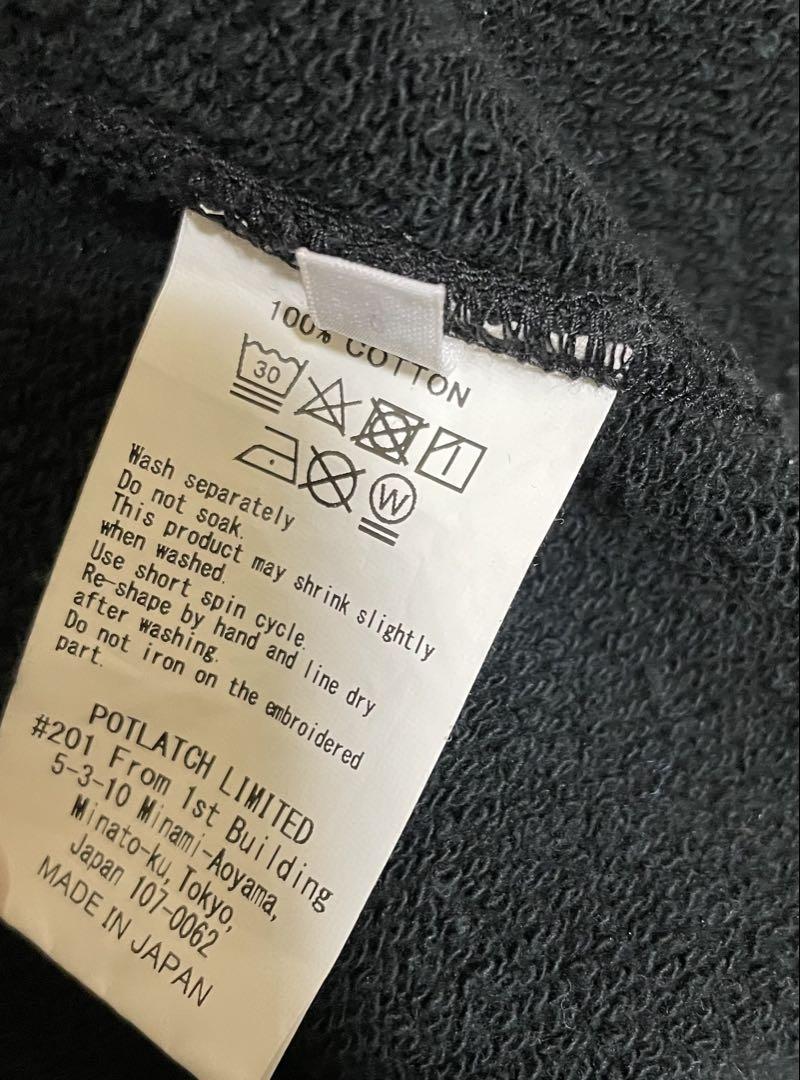 100% COTTON
30
W
Wash separately
Do not soak.
This product may shrink slightly
when washed.
Use short spin cycle.
Re-shape by hand and line dry
after washing.
Do not iron on the embroidered
part.
POTLATCH LIMITED
#201 From 1st Building
5-3-10 Minami-Aoyama,
Minato-ku, Tokyo,
Japan 107-0062
MADE IN JAPAN